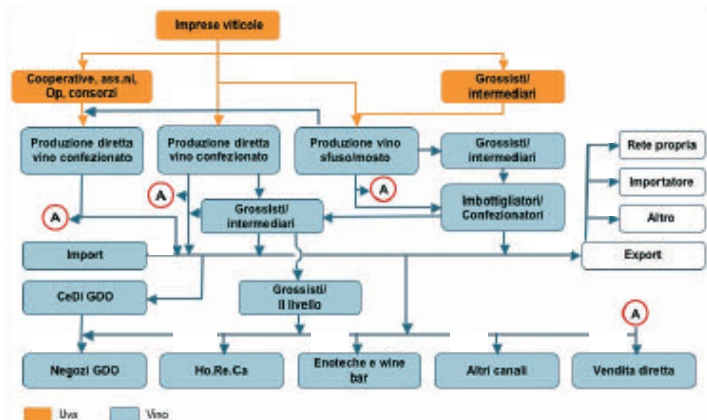 Imprese viticole
Cooperative, ass.ni,
Op, consorzi
Grossisti/
intermediari
Produzione diretta
vino confezionato
Produzione diretta
vino confezionato
Produzione vino
sfuso/mosto
Grossisti/
intermediari
Rete propria
Importatore
Altro
Export
A
A
A
Grossisti/
intermediari
Imbottigliatori/
Confezionatori
Import
CeDi GDO
Grossisti/
II livello
A
Negozi GDO
Ho.Re.Ca
Enoteche e wine
bar
Altri canali
Vendita diretta
Uva
Vino